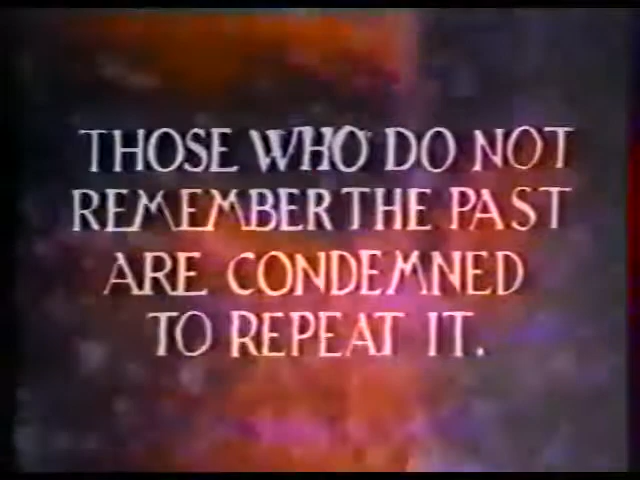 THOSE WHO DO NOT
REMEMBER THE PAST
ARE CONDEMNED
TO REPEAT IT.